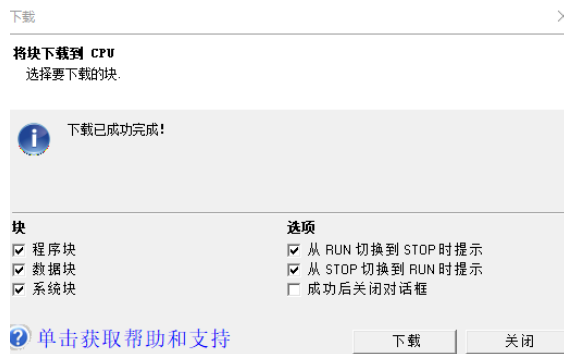 下载
将块下载到 CPU
选择要下载的块.
下载已成功完成!
块
选项
程序块
从 RUN 切换到 STOP 时提示
数据块
从 STOP 切换到 RUN 时提示
系统块
成功后关闭对话框
单击获取帮助和支持
下载
关闭